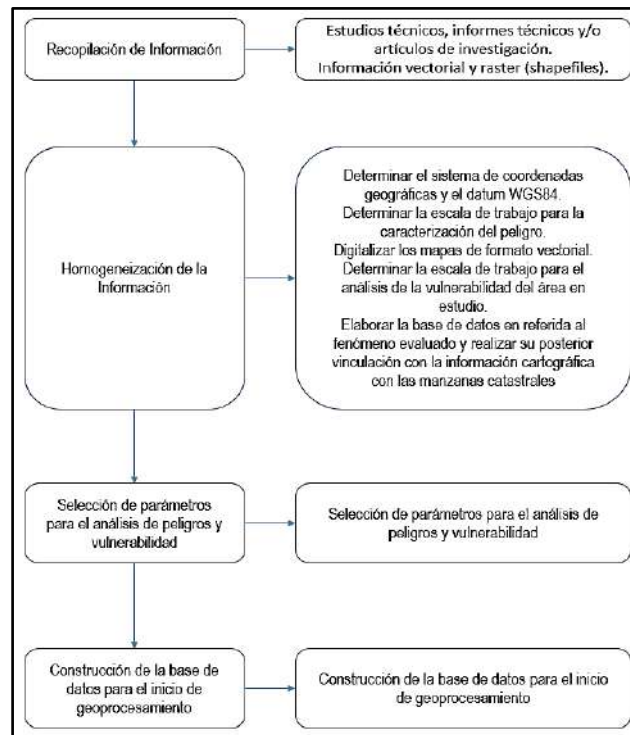 Recopilación de Información
Estudios técnicos, informes técnicos y/o
artículos de investigación.
Información vectorial y raster (shapefiles).
Homogeneización de la
Información
Determinar el sistema de coordenadas
geográficas y el datum WGS84.
Determinar la escala de trabajo para la
caracterización del peligro.
Digitalizar los mapas de formato vectorial.
Determinar la escala de trabajo para el
análisis de la vulnerabilidad del área en
estudio.
Elaborar la base de datos en referida al
fenómeno evaluado y realizar su posterior
vinculación con la información cartográfica
con las manzanas catastrales
Selección de parámetros
para el análisis de peligros y
vulnerabilidad
Selección de parámetros para el análisis de
peligros y vulnerabilidad
Construcción de la base de
datos para el inicio de
geoprocesamiento
Construcción de la base de datos para el inicio
de geoprocesamiento